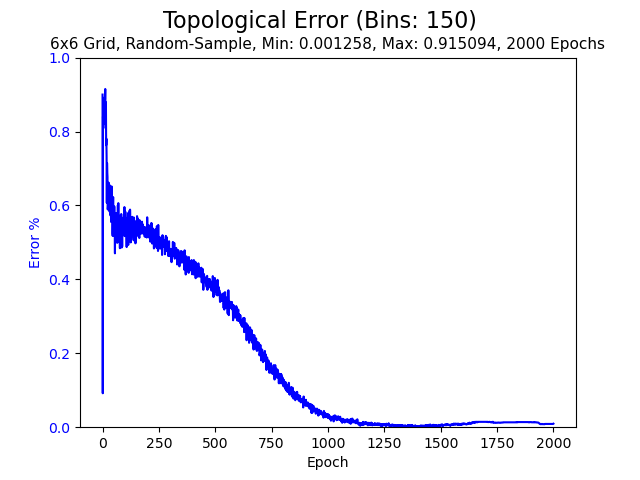 Topological Error (Bins: 150)
6x6 Grid, Random-Sample, Min: 0.001258, Max: 0.915094, 2000 Epochs
1.0
0.8
0.6
0.4
0.2
0.0
Error %
0 250 500 750 1000 1250 1500 1750 2000
Epoch